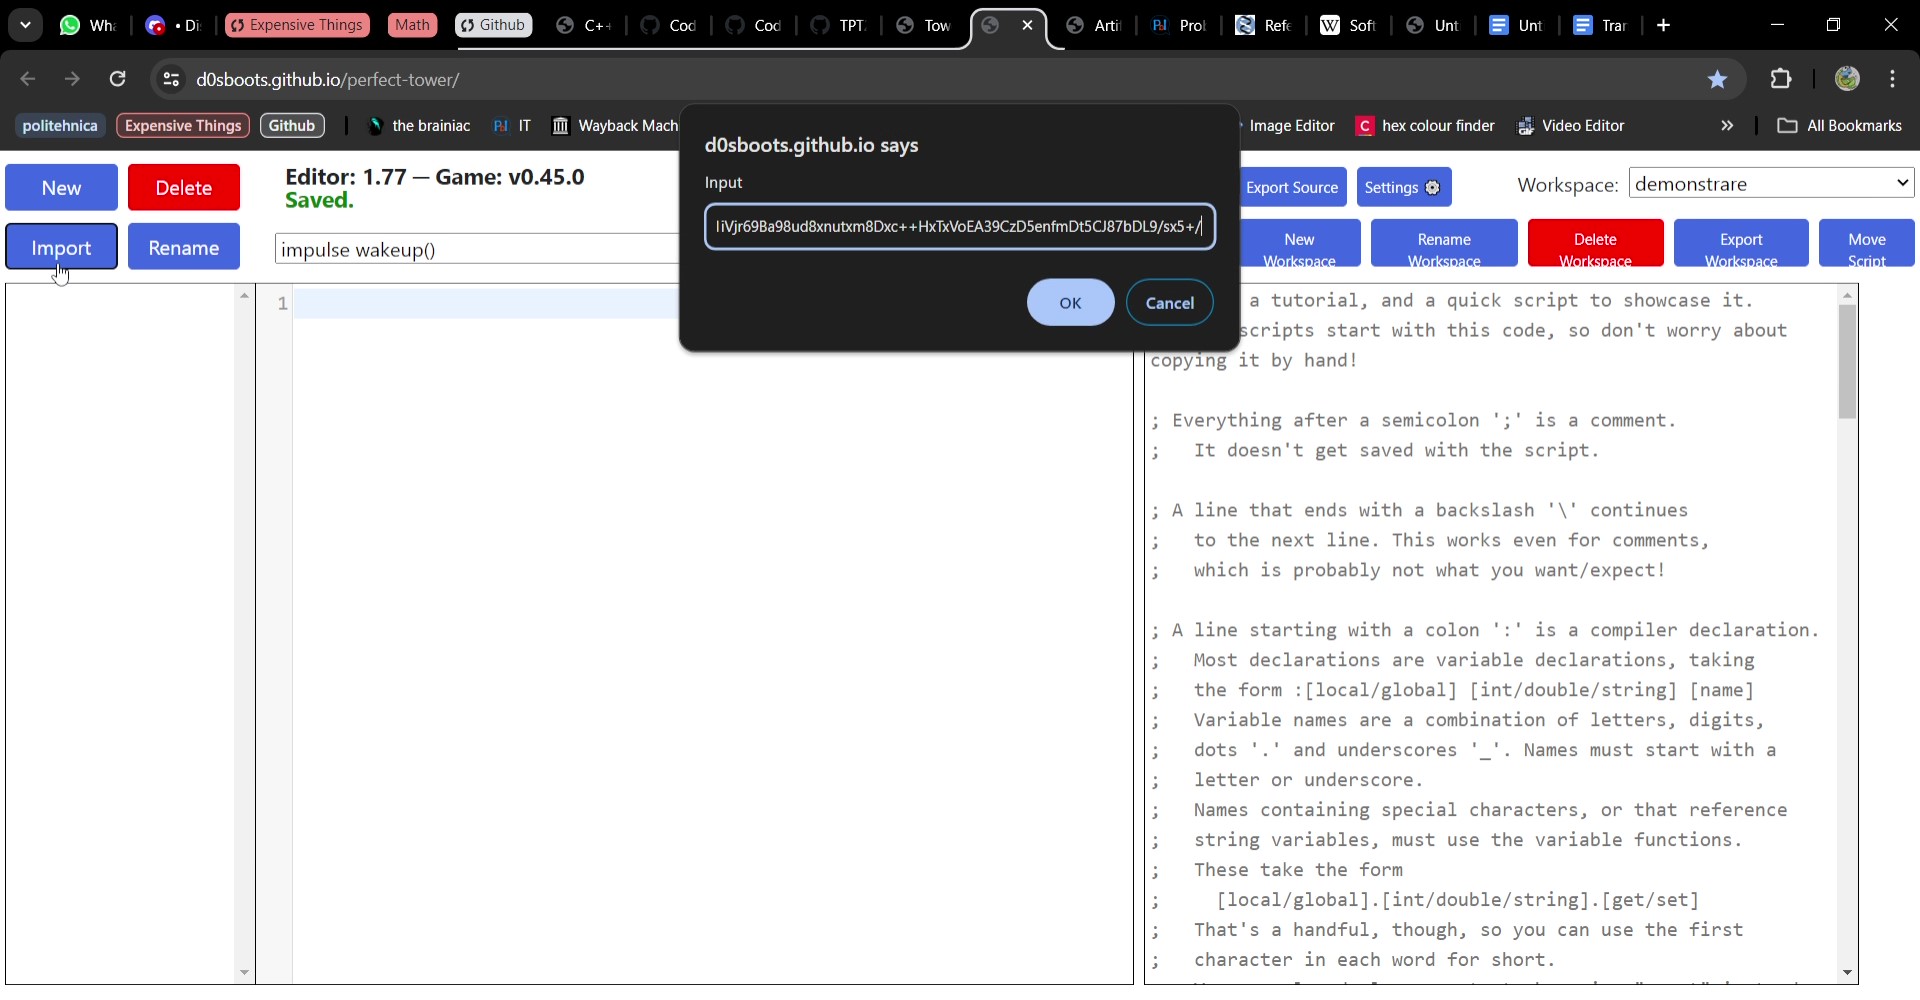 Wh
Di
Expensive Things
Math
Github
C++
Cod
Cod
TPT
Tow
Arti
Prol
Refe
Soft
Unt
Unt
Trar
d0sboots.github.io/perfect-tower/
politehnica
Expensive Things
Github
the brainiac
IT
Wayback Mach
Image Editor
hex colour finder
Video Editor
All Bookmarks
d0sboots.github.io says
Input
OK
Cancel
New
Delete
Import
Rename
Editor: 1.77 — Game: v0.45.0
Saved.
impulse wakeup()
Export Source
Settings
Workspace:
demonstrare
New Workspace
Rename Workspace
Delete Workspace
Export Workspace
Move Script
1
a tutorial, and a quick script to showcase it.
scripts start with this code, so don't worry about
copying it by hand!
; Everything after a semicolon ';' is a comment.
; It doesn't get saved with the script.
; A line that ends with a backslash '\' continues
; to the next line. This works even for comments,
; which is probably not what you want/expect!
; A line starting with a colon ':' is a compiler declaration.
; Most declarations are variable declarations, taking
; the form :[local/global] [int/double/string] [name]
; Variable names are a combination of letters, digits,
; dots '.' and underscores '_'. Names must start with a
; letter or underscore.
; Names containing special characters, or that reference
; string variables, must use the variable functions.
; These take the form
; [local/global].[int/double/string].[get/set]
; That's a handful, though, so you can use the first
; character in each word for short.